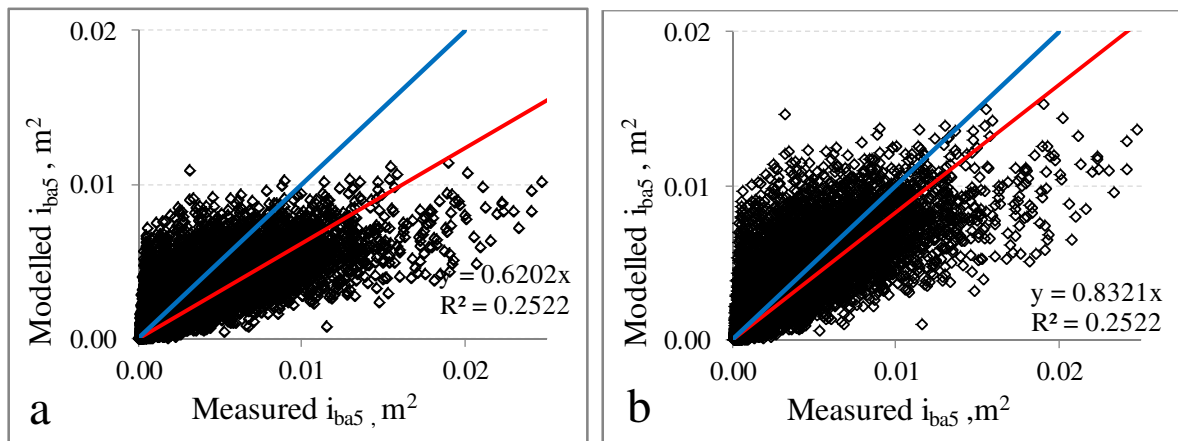 0.02
0.01
0.00
Modelled i_ba5 , m²
y = 0.6202x
R² = 0.2522
0.00 0.01 0.02
Measured i_ba5 , m²
a
0.02
0.01
0.00
Modelled i_ba5 , m²
y = 0.8321x
R² = 0.2522
0.00 0.01 0.02
Measured i_ba5 ,m²
b